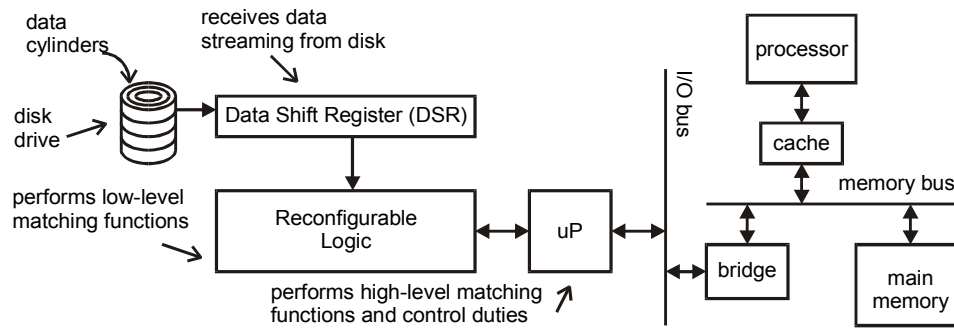 data
cylinders
receives data
streaming from disk
disk
drive
Data Shift Register (DSR)
performs low-level
matching functions
Reconfigurable
Logic
uP
performs high-level matching
functions and control duties
I/O bus
processor
cache
memory bus
bridge
main
memory